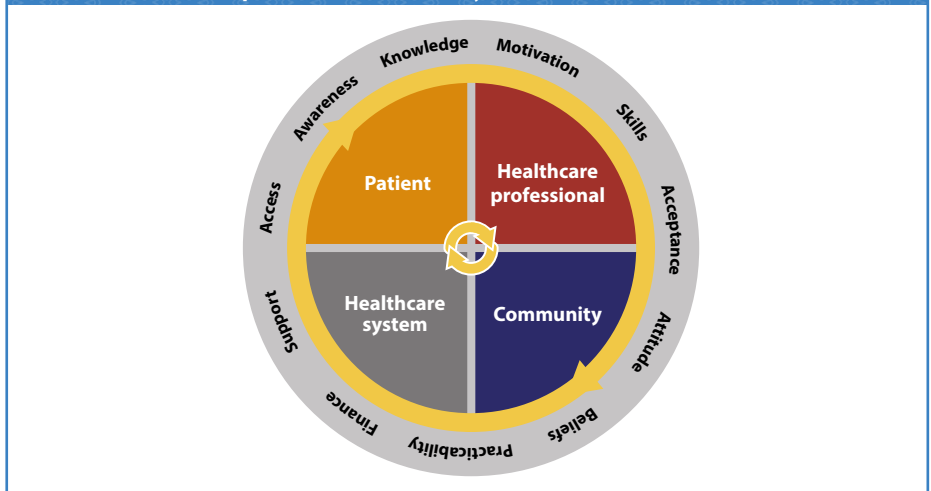 Knowledge
Motivation
Skills
Acceptance
Attitude
Beliefs
Practicability
Finance
Support
Access
Awareness
Patient
Healthcare
professional
Healthcare
system
Community